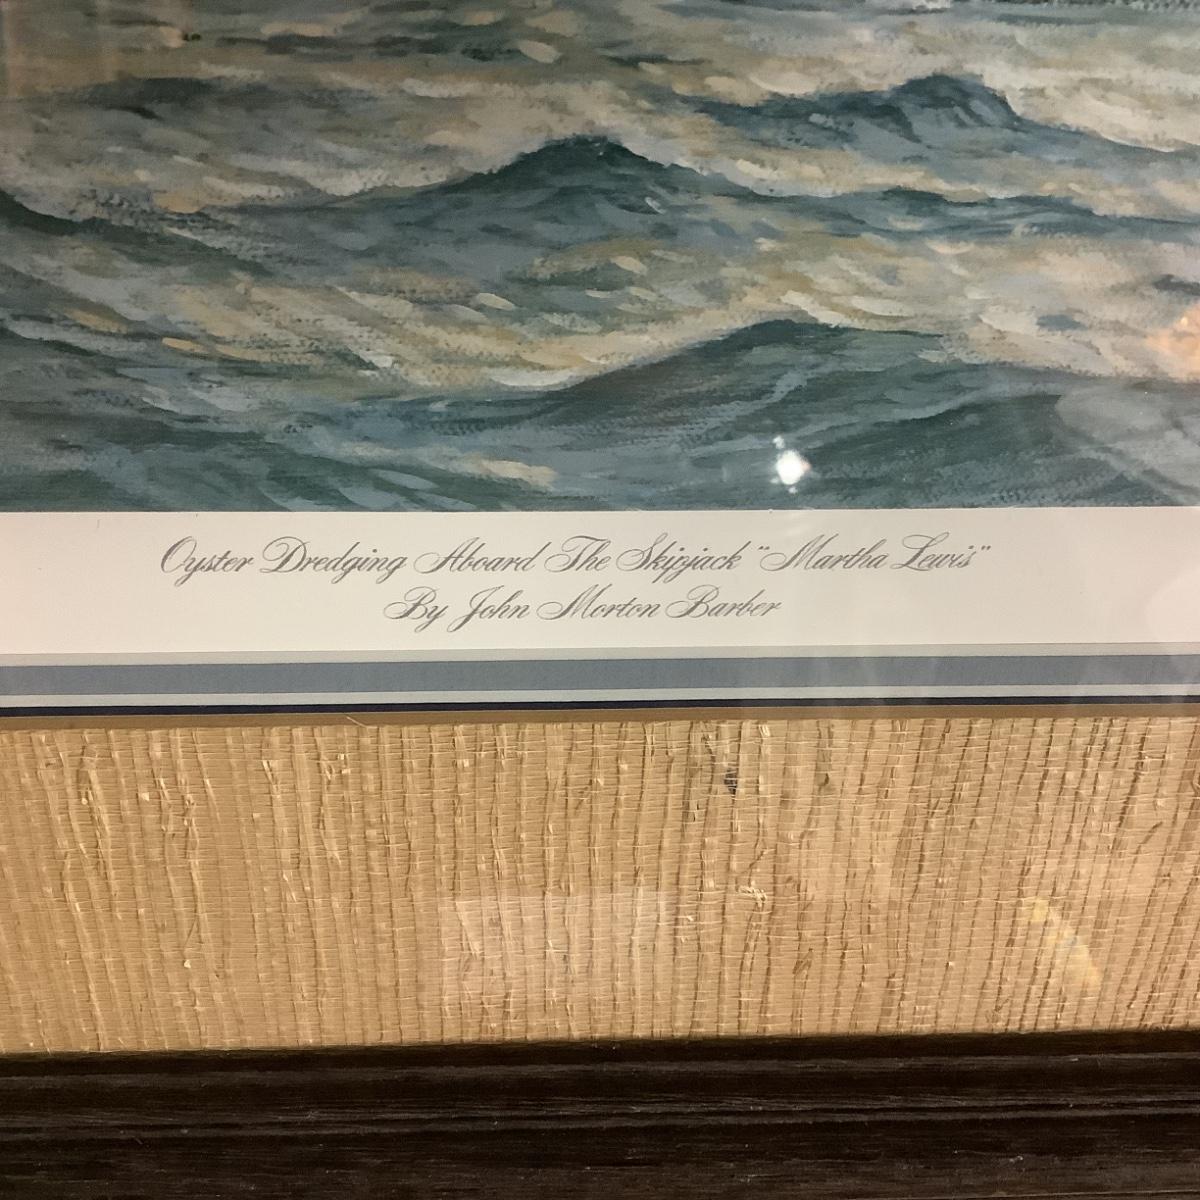 Oyster Dredging Aboard The Skipjack "Martha Lewis"
By John Morton Barber